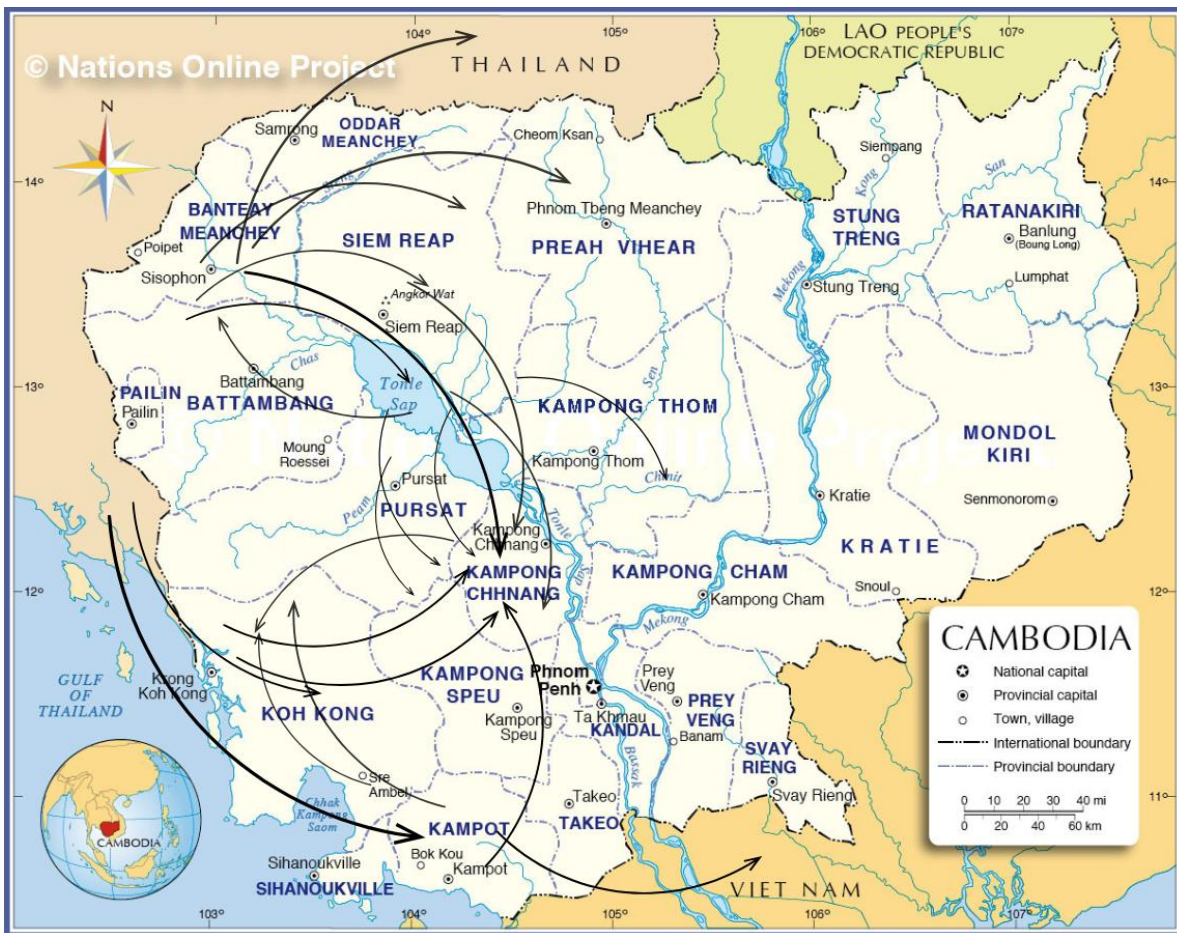 © Nations Online Project
THAILAND
LAO PEOPLE'S
DEMOCRATIC REPUBLIC
105°
106°
107°
N
14°
13°
12°
11°
14°
13°
12°
11°
Samrong
ODDAR
MEANCHEY
Cheom Ksan
Siempang
Kong
San
BANTEAY
MEANCHEY
Poipet
Sisophon
SIEM REAP
Phnom Tbeng Meanchey
PREAH VIHEAR
STUNG
TRENG
RATANAKIRI
Banlung
(Boung Long)
Lumphat
Mekong
Stung Treng
Angkor Wat
Siem Reap
Chas
Battambang
Tonle
Sap
Sen
PAILIN
Pailin
BATTAMBANG
KAMPONG THOM
MONDOL
KIRI
Moung
Roessei
Kampong Thom
Chinit
Pursat
Peam
PURSAT
Kratie
Senmonorom
Kampong
Chhnang
Tonle
Sap
KRATIE
KAMPONG
CHHNANG
KAMPONG CHAM
Snoul
Kampong Cham
Mekong
GULF
OF
THAILAND
Krong
Koh Kong
KOH KONG
KAMPONG
SPEU
Kampong
Speu
Phnom
Penh
Ta Khmau
KANDAL
Prey
Veng
PREY
VENG
Banam
SVAY
RIENG
Svay Rieng
Bassak
Sre
Ambel
Chhak
Kampong
Saom
Takeo
TAKEO
KAMPOT
Bok Kou
Kampot
Sihanoukville
SIHANOUKVILLE
VIET NAM
CAMBODIA
CAMBODIA
National capital
Provincial capital
Town, village
International boundary
Provincial boundary
0 10 20 30 40 mi
0 20 40 60 km
103°
104°
105°
106°
107°